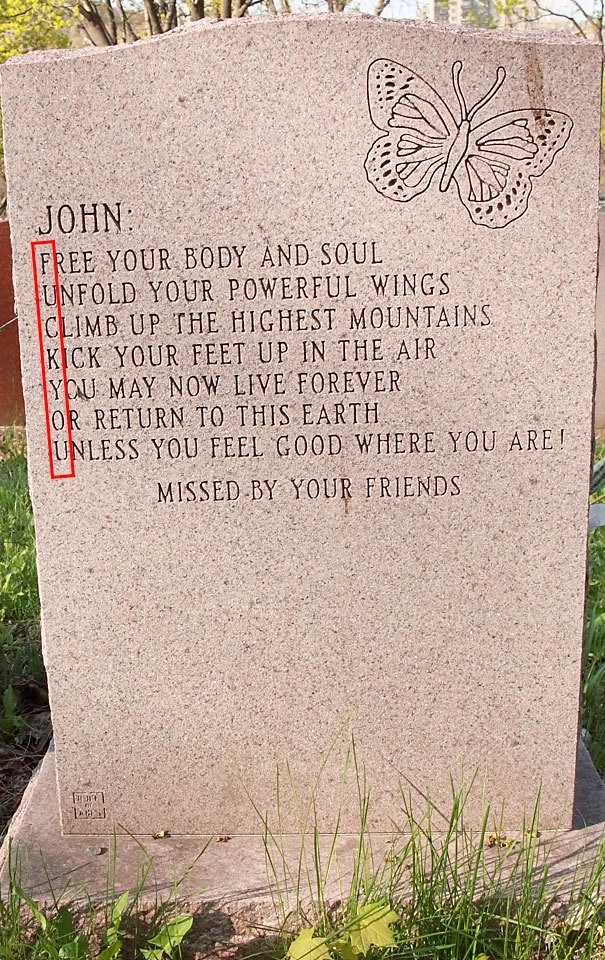 JOHN:
FREE YOUR BODY AND SOUL
UNFOLD YOUR POWERFUL WINGS
CLIMB UP THE HIGHEST MOUNTAINS
KICK YOUR FEET UP IN THE AIR
YOU MAY NOW LIVE FOREVER
OR RETURN TO THIS EARTH
UNLESS YOU FEEL GOOD WHERE YOU ARE!
MISSED BY YOUR FRIENDS